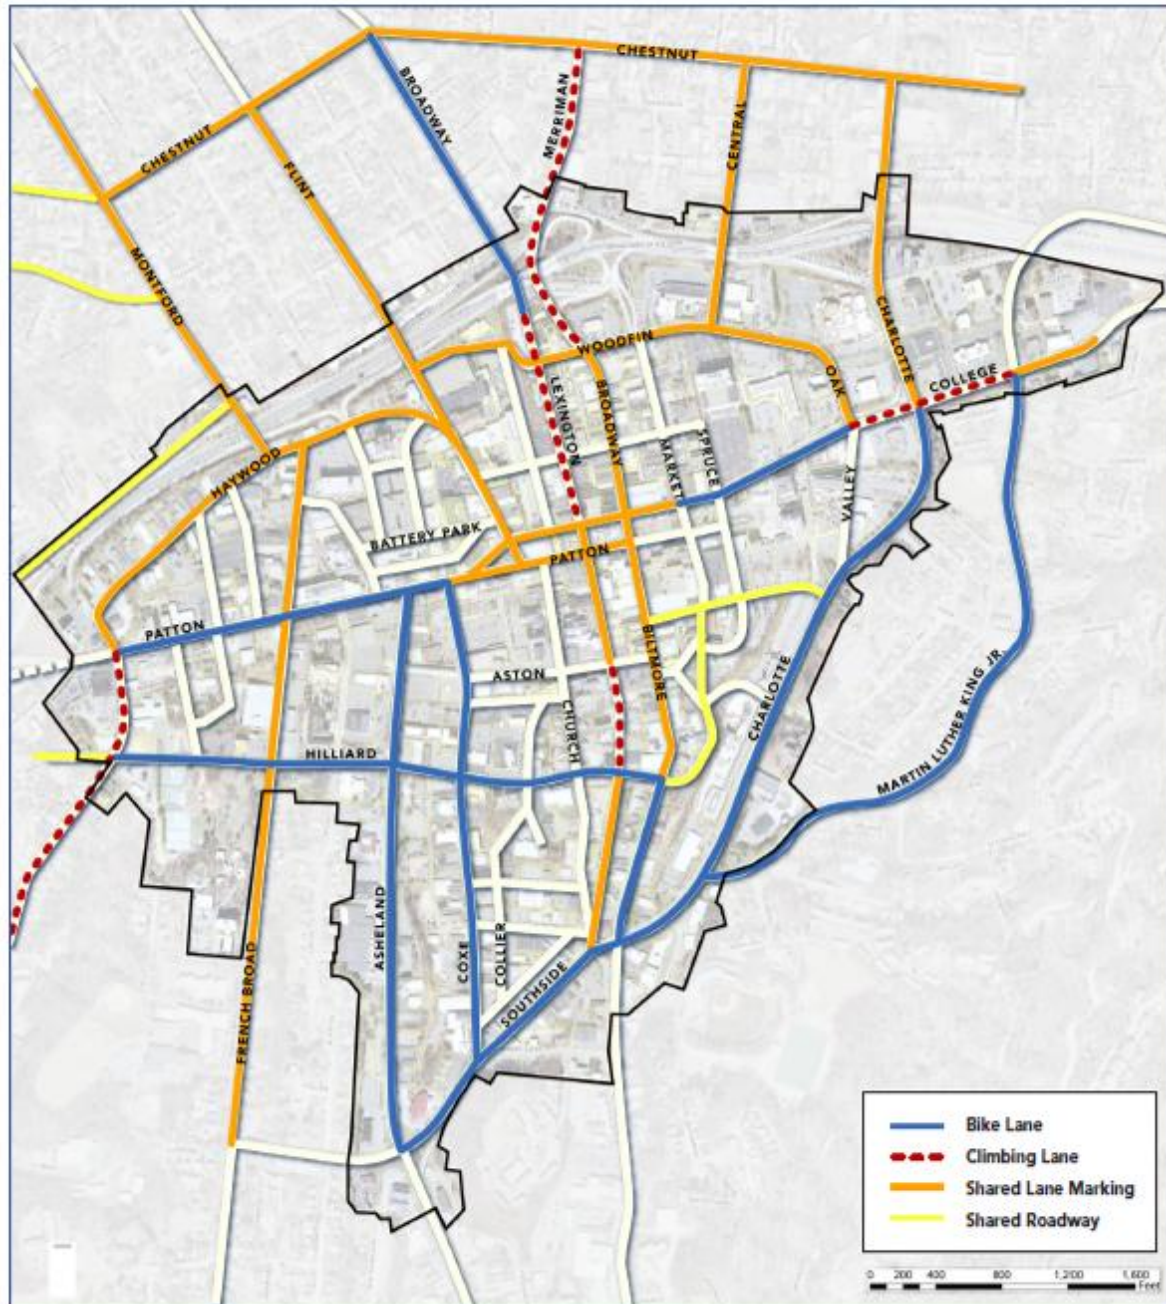 CHESTNUT
BROADWAY
MERRIMAN
CENTRAL
CHESTNUT
FLINT
MONTFORD
CHARLOTTE
WOODFIN
OAK
COLLEGE
LEXINGTON
BROADWAY
MARKET
SPRUCE
HAYWOOD
VALLEY
BATTERY PARK
PATTON
PATTON
BILTMORE
ASTON
CHURCH
CHARLOTTE
MARTIN LUTHER KING JR
HILLIARD
ASHELAND
COXE
COLLIER
SOUTHSIDE
FRENCH BROAD
Bike Lane
Climbing Lane
Shared Lane Marking
Shared Roadway
0 200 400 800 1,200 1,600
Feet